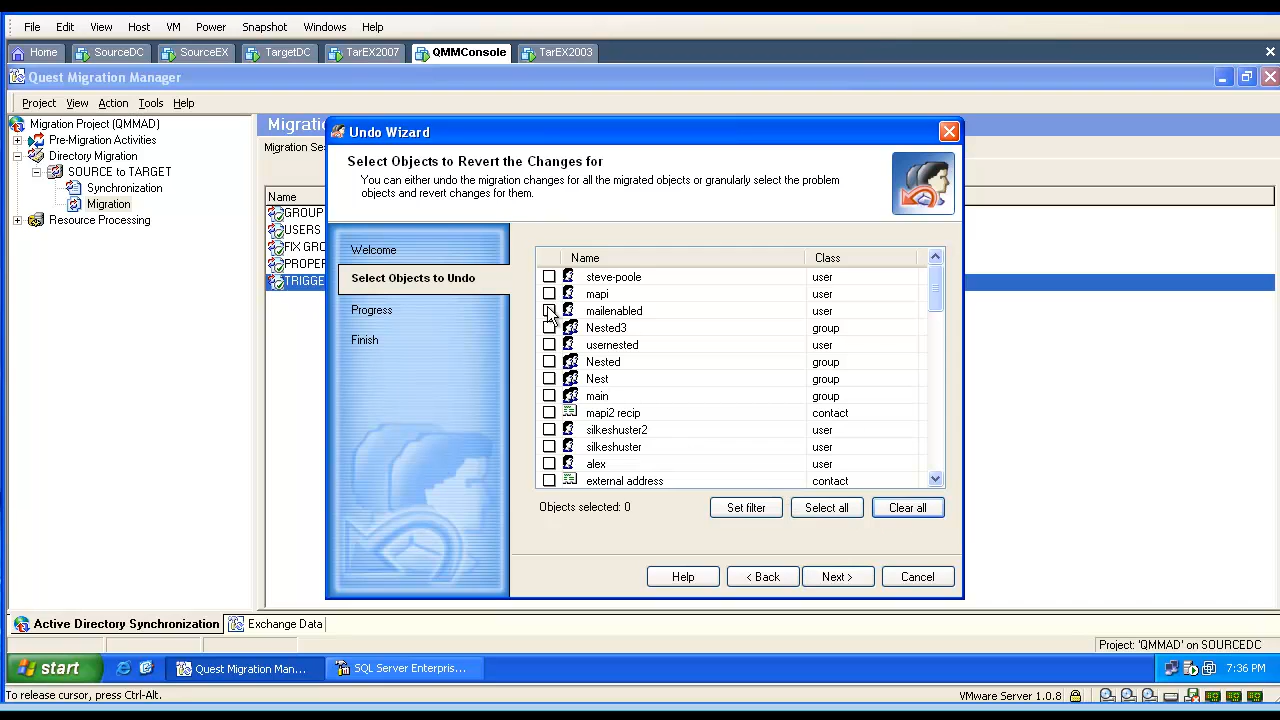 File Edit View Host VM Power Snapshot Windows Help
Home SourceDC SourceEX TargetDC TarEX2007 QMMConsole TarEX2003
Quest Migration Manager
Project View Action Tools Help
Migration Project (QMMAD)
Pre-Migration Activities
Directory Migration
SOURCE to TARGET
Synchronization
Migration
Resource Processing
Migratio
Migration Se
Name
GROUP
USERS
FIX GRO
PROPER
TRIGGE
Undo Wizard
Select Objects to Revert the Changes for
You can either undo the migration changes for all the migrated objects or granularly select the problem
objects and revert changes for them.
Welcome
Select Objects to Undo
Progress
Finish
Name Class
steve-poole user
mapi user
mailenabled user
Nested3 group
usernested user
Nested group
Nest group
main group
mapi2 recip contact
silkeshuster2 user
silkeshuster user
alex user
external address contact
Objects selected: 0
Set filter Select all Clear all
Help < Back Next > Cancel
Active Directory Synchronization Exchange Data
Project: 'QMMAD' on SOURCEDC
start Quest Migration Man... SQL Server Enterpris... 7:36 PM
To release cursor, press Ctrl-Alt. VMware Server 1.0.8